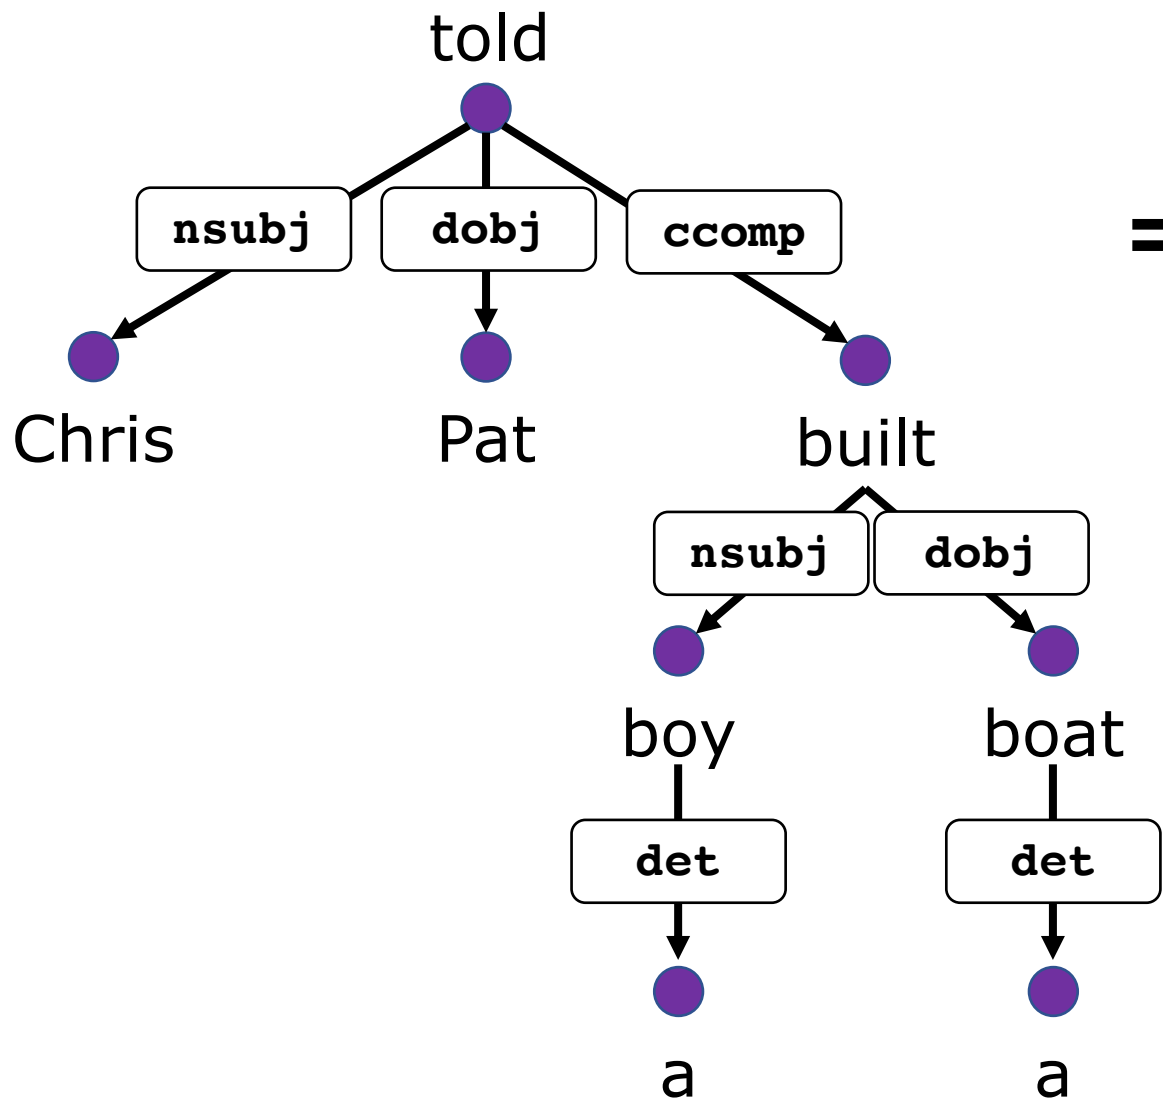 told
nsubj dobj ccomp
=
Chris Pat built
nsubj dobj
boy boat
det det
a a